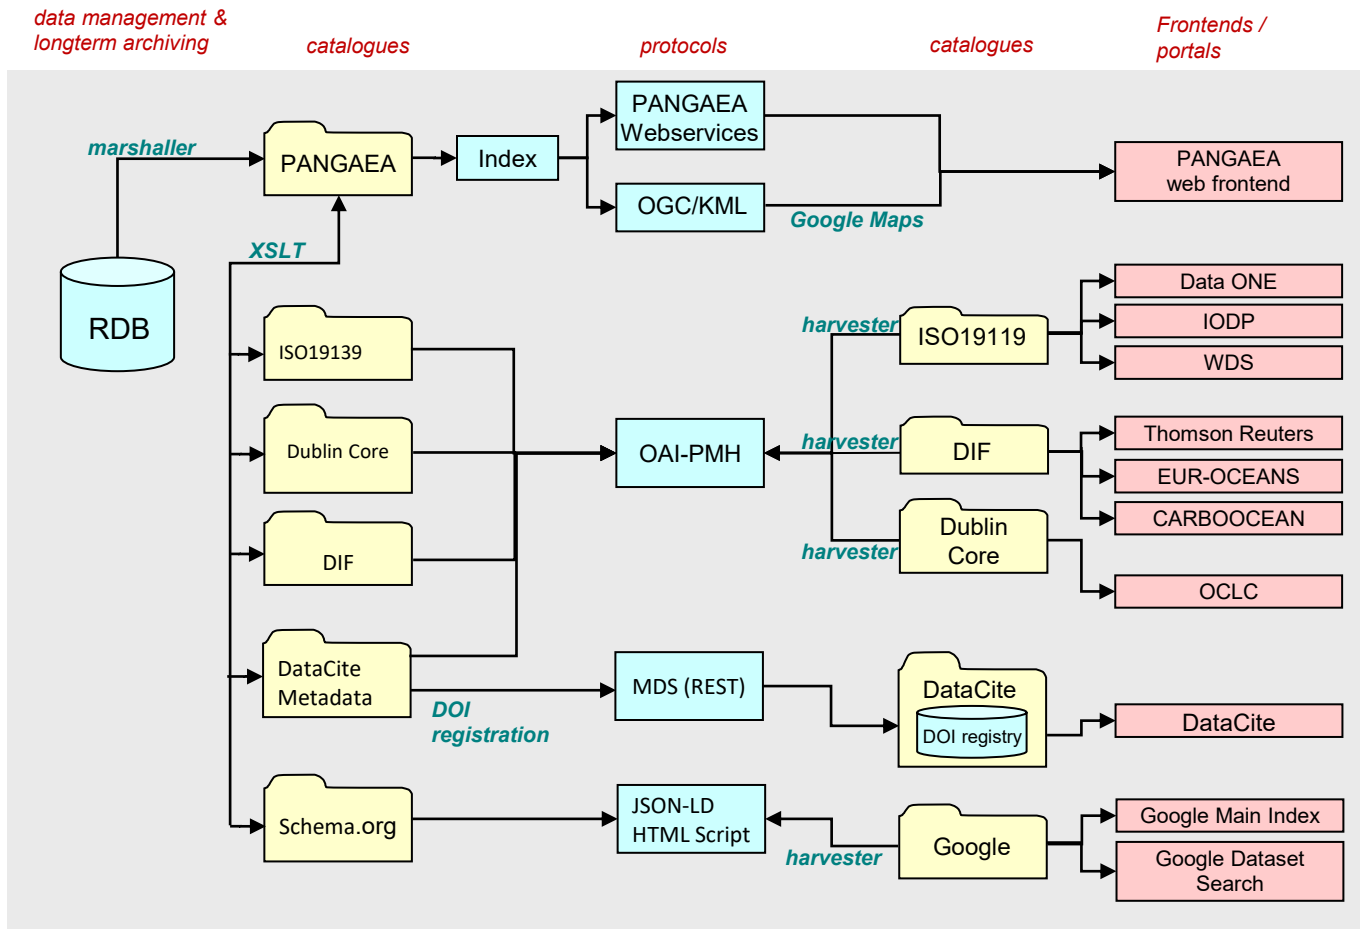 data management &
longterm archiving
catalogues
protocols
catalogues
Frontends /
portals
marshaller
PANGAEA
Index
PANGAEA
Webservices
OGC/KML
Google Maps
PANGAEA
web frontend
XSLT
RDB
ISO19139
Dublin Core
DIF
DataCite
Metadata
Schema.org
DOI
registration
OAI-PMH
MDS (REST)
JSON-LD
HTML Script
harvester
ISO19119
harvester
DIF
harvester
Dublin
Core
DataCite
DOI registry
harvester
Google
Data ONE
IODP
WDS
Thomson Reuters
EUR-OCEANS
CARBOOCEAN
OCLC
DataCite
Google Main Index
Google Dataset
Search